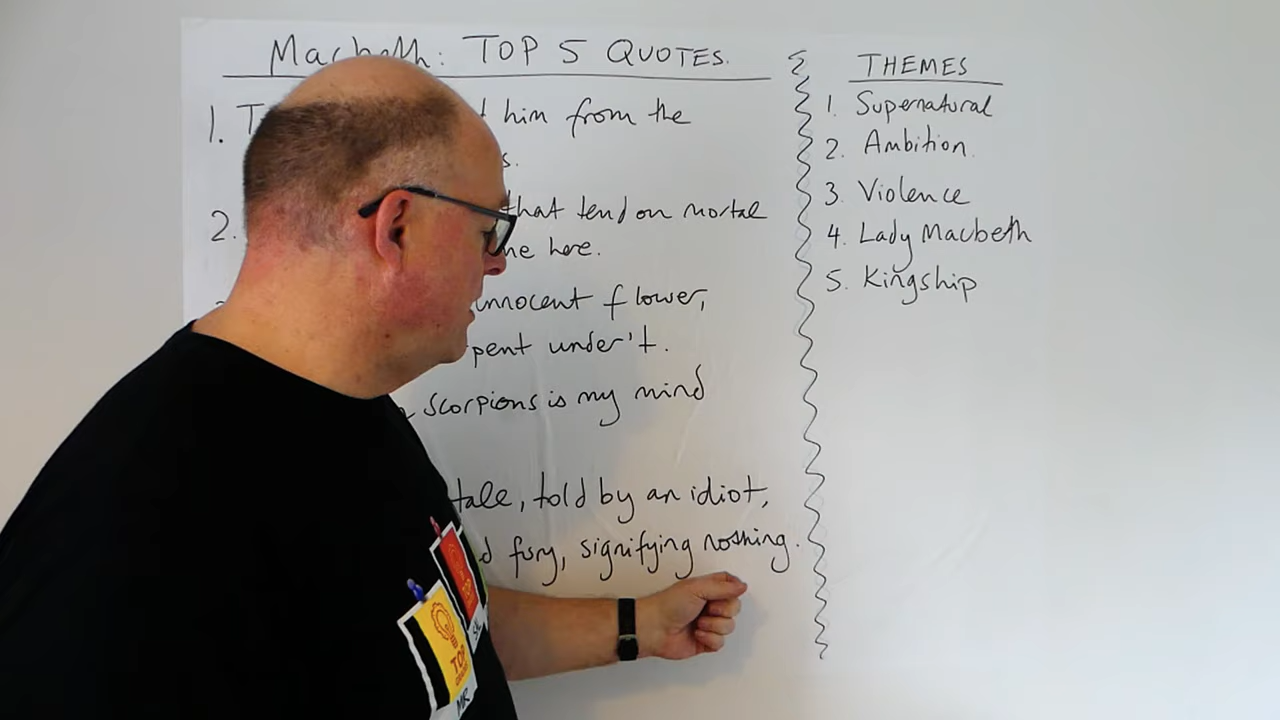 Macbeth: TOP 5 QUOTES.
1. him from the
2. that tend on mortal
here.
innocent flower,
under't.
scorpions is my mind
tale, told by an idiot,
fury, signifying nothing.
THEMES
1. Supernatural
2. Ambition.
3. Violence
4. Lady Macbeth
5. Kingship
TOP
MR